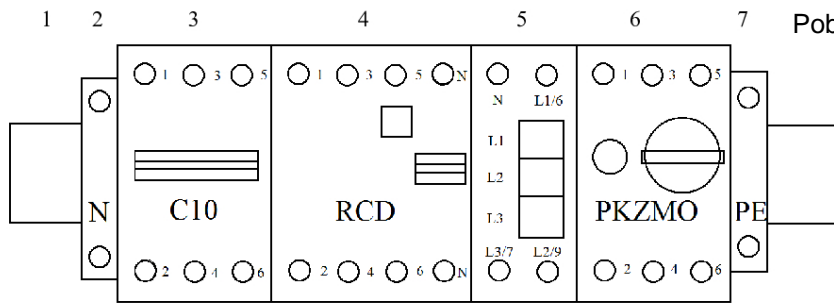 1 2 3 4 5 6 7 Pob
1 3 5 1 3 5 N N L1/6 1 3 5
L1
L2
N C10 RCD L3 PKZMO PE
2 4 6 2 4 6 N L3/7 L2/9 2 4 6